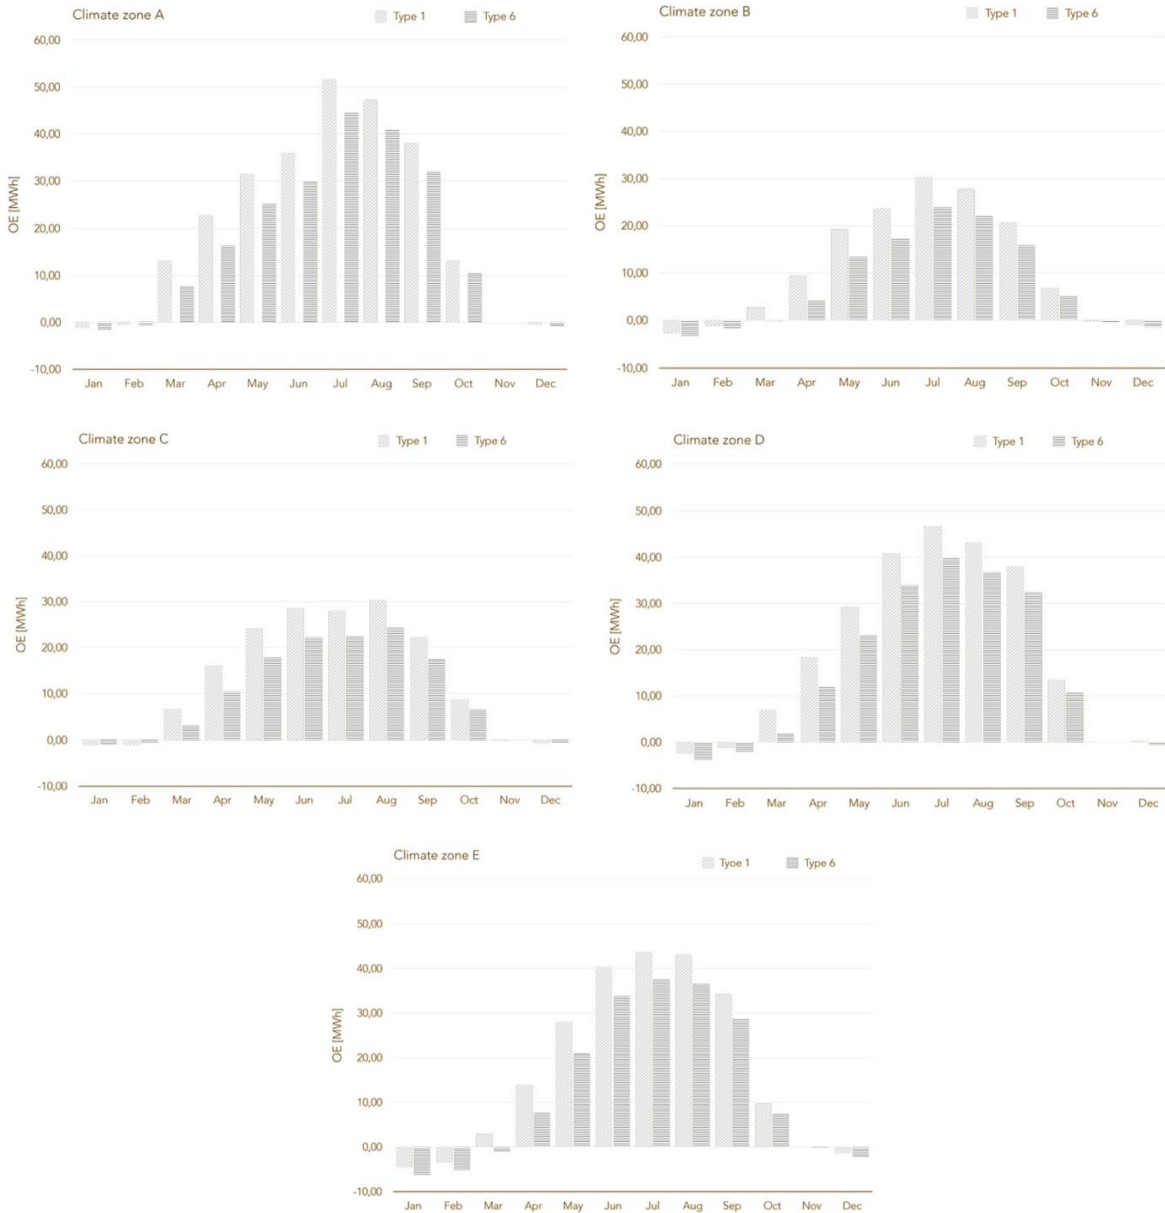 Climate zone A
Type 1
Type 6
60,00
50,00
40,00
30,00
20,00
10,00
0,00
-10,00
OE [MWh]
Jan Feb Mar Apr May Jun Jul Aug Sep Oct Nov Dec
Climate zone B
Type 1
Type 6
60,00
50,00
40,00
30,00
20,00
10,00
0,00
-10,00
OE [MWh]
Jan Feb Mar Apr May Jun Jul Aug Sep Oct Nov Dec
Climate zone C
Type 1
Type 6
60,00
50,00
40,00
30,00
20,00
10,00
0,00
-10,00
OE [MWh]
Jan Feb Mar Apr May Jun Jul Aug Sep Oct Nov Dec
Climate zone D
Type 1
Type 6
60,00
50,00
40,00
30,00
20,00
10,00
0,00
-10,00
OE [MWh]
Jan Feb Mar Apr May Jun Jul Aug Sep Oct Nov Dec
Climate zone E
Tyoe 1
Type 6
60,00
50,00
40,00
30,00
20,00
10,00
0,00
-10,00
OE [MWh]
Jan Feb Mar Apr May Jun Jul Aug Sep Oct Nov Dec